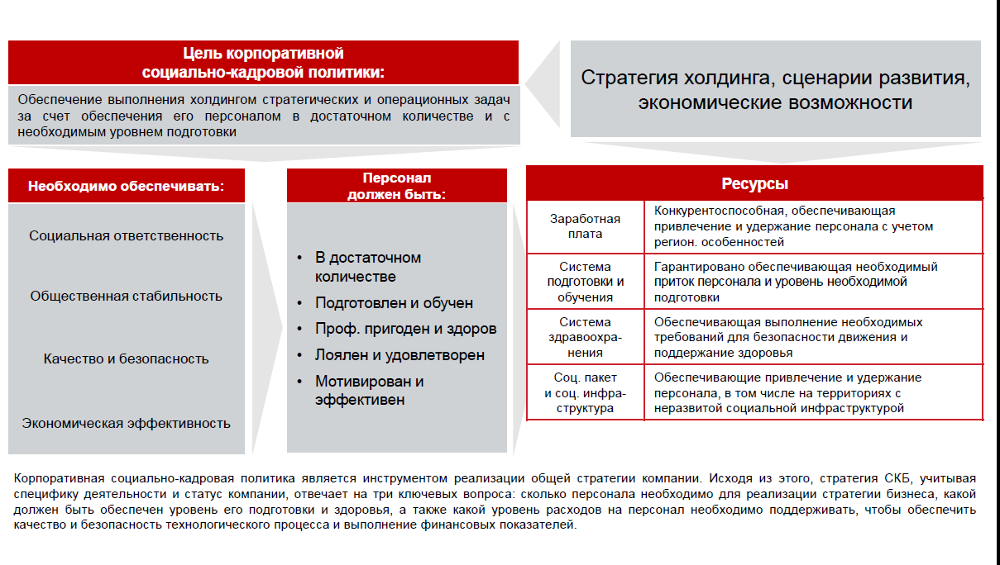 Цель корпоративной
социально-кадровой политики:
Обеспечение выполнения холдингом стратегических и операционных задач
за счет обеспечения его персоналом в достаточном количестве и с
необходимым уровнем подготовки
Стратегия холдинга, сценарии развития,
экономические возможности
Необходимо обеспечивать:
Социальная ответственность
Общественная стабильность
Качество и безопасность
Экономическая эффективность
Персонал
должен быть:
• В достаточном
количестве
• Подготовлен и обучен
• Проф. пригоден и здоров
• Лоялен и удовлетворен
• Мотивирован и
эффективен
Ресурсы
Заработная
плата
Конкурентоспособная, обеспечивающая
привлечение и удержание персонала с учетом
регион. особенностей
Система
подготовки и
обучения
Гарантировано обеспечивающая необходимый
приток персонала и уровень необходимой
подготовки
Система
здравоохра-
нения
Обеспечивающая выполнение необходимых
требований для безопасности движения и
поддержание здоровья
Соц. пакет
и соц. инфра-
структура
Обеспечивающие привлечение и удержание
персонала, в том числе на территориях с
неразвитой социальной инфраструктурой
Корпоративная социально-кадровая политика является инструментом реализации общей стратегии компании. Исходя из этого, стратегия СКБ, учитывая
специфику деятельности и статус компании, отвечает на три ключевых вопроса: сколько персонала необходимо для реализации стратегии бизнеса, какой
должен быть обеспечен уровень его подготовки и здоровья, а также какой уровень расходов на персонал необходимо поддерживать, чтобы обеспечить
качество и безопасность технологического процесса и выполнение финансовых показателей.